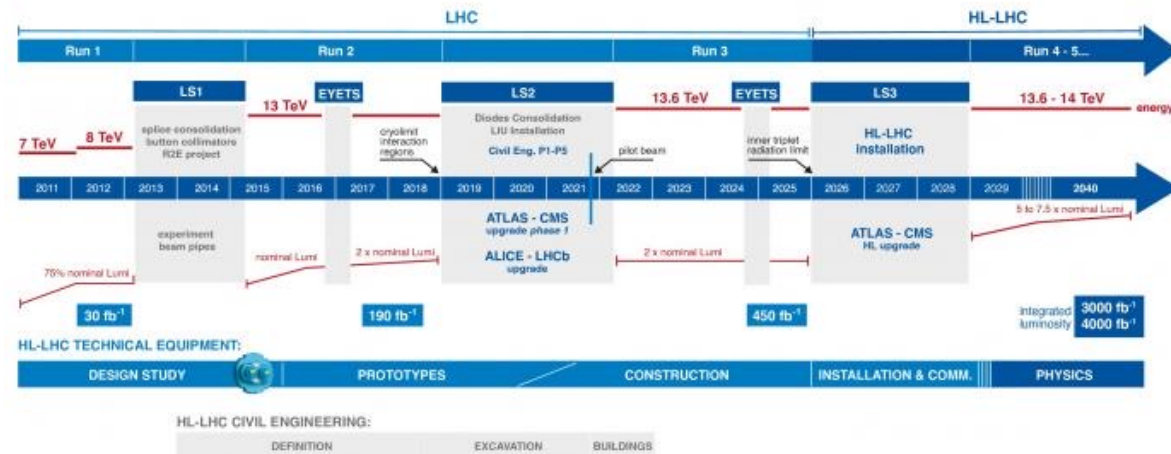 LHC
HL-LHC
Run 1
Run 2
Run 3
Run 4 - 5...
LS1
EYETS
LS2
EYETS
LS3
13 TeV
13.6 TeV
13.6 - 14 TeV
energy
7 TeV
8 TeV
splice consolidation
button collimators
R2E project
cryolimit
interaction
regions
Diodes Consolidation
LIU Installation
Civil Eng. P1-P5
pilot beam
inner triplet
radiation limit
HL-LHC
installation
2011
2012
2013
2014
2015
2016
2017
2018
2019
2020
2021
2022
2023
2024
2025
2026
2027
2028
2029
2040
5 to 7.5 x nominal Lumi
experiment
beam pipes
ATLAS - CMS
upgrade phase 1
ALICE - LHCb
upgrade
ATLAS - CMS
HL upgrade
75% nominal Lumi
nominal Lumi
2 x nominal Lumi
2 x nominal Lumi
30 fb⁻¹
190 fb⁻¹
450 fb⁻¹
integrated
luminosity
3000 fb⁻¹
4000 fb⁻¹
HL-LHC TECHNICAL EQUIPMENT:
DESIGN STUDY
PROTOTYPES
CONSTRUCTION
INSTALLATION & COMM.
PHYSICS
HL-LHC CIVIL ENGINEERING:
DEFINITION
EXCAVATION
BUILDINGS